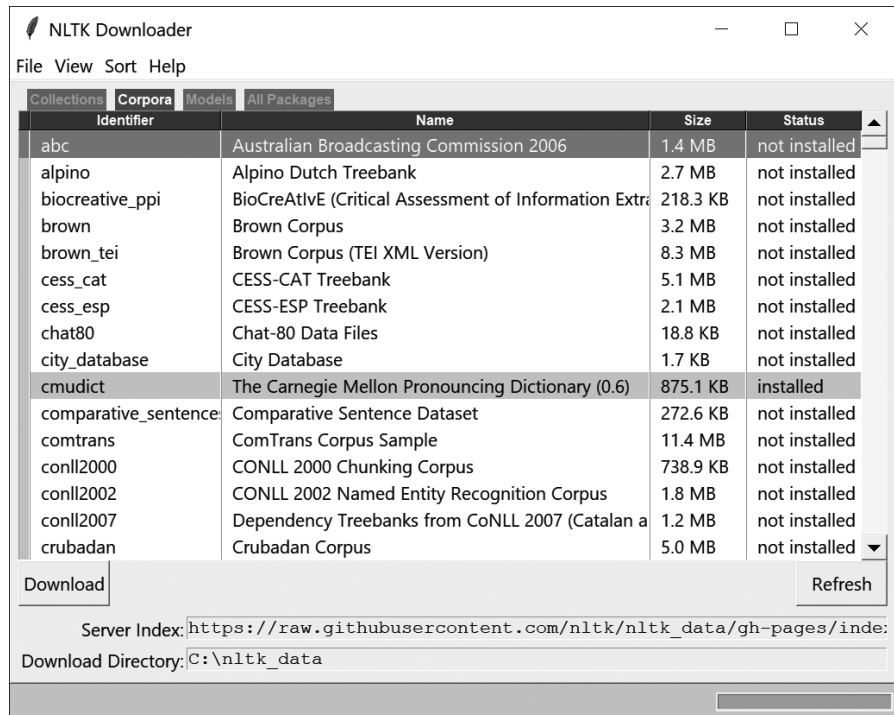 NLTK Downloader
File View Sort Help
Collections Corpora Models All Packages
Identifier Name Size Status
abc Australian Broadcasting Commission 2006 1.4 MB not installed
alpino Alpino Dutch Treebank 2.7 MB not installed
biocreative_ppi BioCreAtIvE (Critical Assessment of Information Extra 218.3 KB not installed
brown Brown Corpus 3.2 MB not installed
brown_tei Brown Corpus (TEI XML Version) 8.3 MB not installed
cess_cat CESS-CAT Treebank 5.1 MB not installed
cess_esp CESS-ESP Treebank 2.1 MB not installed
chat80 Chat-80 Data Files 18.8 KB not installed
city_database City Database 1.7 KB not installed
cmudict The Carnegie Mellon Pronouncing Dictionary (0.6) 875.1 KB installed
comparative_sentences Comparative Sentence Dataset 272.6 KB not installed
comtrans ComTrans Corpus Sample 11.4 MB not installed
conll2000 CONLL 2000 Chunking Corpus 738.9 KB not installed
conll2002 CONLL 2002 Named Entity Recognition Corpus 1.8 MB not installed
conll2007 Dependency Treebanks from CoNLL 2007 (Catalan a 1.2 MB not installed
crubadan Crubadan Corpus 5.0 MB not installed
Download Refresh
Server Index: https://raw.githubusercontent.com/nltk/nltk_data/gh-pages/index
Download Directory: C:\nltk_data